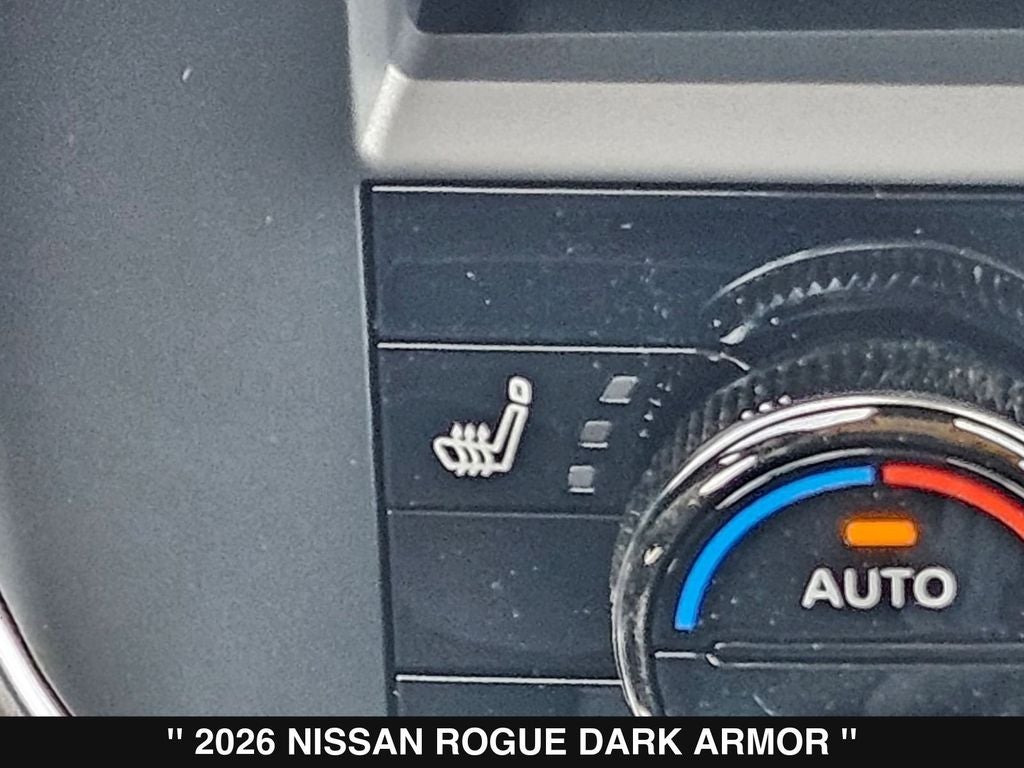 AUTO
" 2026 NISSAN ROGUE DARK ARMOR "